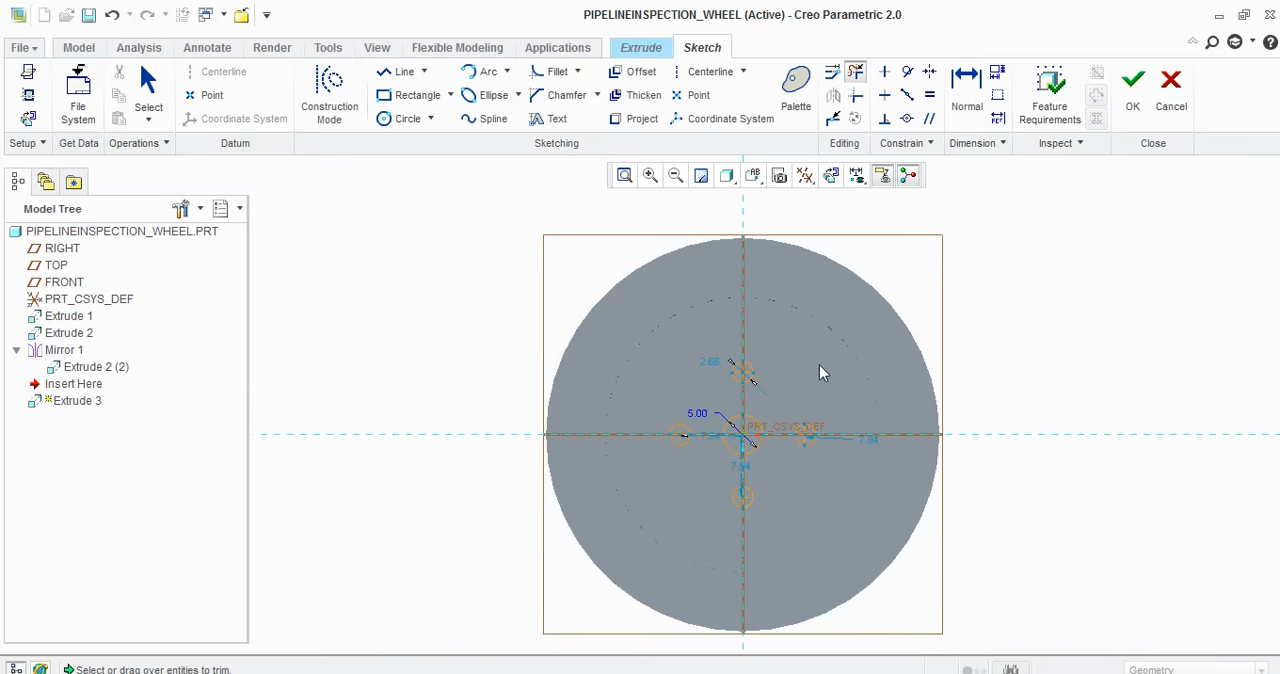 PIPELINEINSPECTION_WHEEL (Active) - Creo Parametric 2.0
File Model Analysis Annotate Render Tools View Flexible Modeling Applications Extrude Sketch
Centerline Line Arc Fillet Offset Centerline
Point Rectangle Ellipse Chamfer Thicken Point
Coordinate System Circle Spline Text Project Coordinate System
File System Select Construction Mode Palette Normal Feature Requirements OK Cancel
Setup Get Data Operations Datum Sketching Editing Constrain Dimension Inspect Close
Model Tree
PIPELINEINSPECTION_WHEEL.PRT
RIGHT
TOP
FRONT
PRT_CSYS_DEF
Extrude 1
Extrude 2
Mirror 1
Extrude 2 (2)
Insert Here
Extrude 3
2.66
5.00
PRT_CSYS_DEF
7.94
7.94
Select or drag over entities to trim.
Geometry